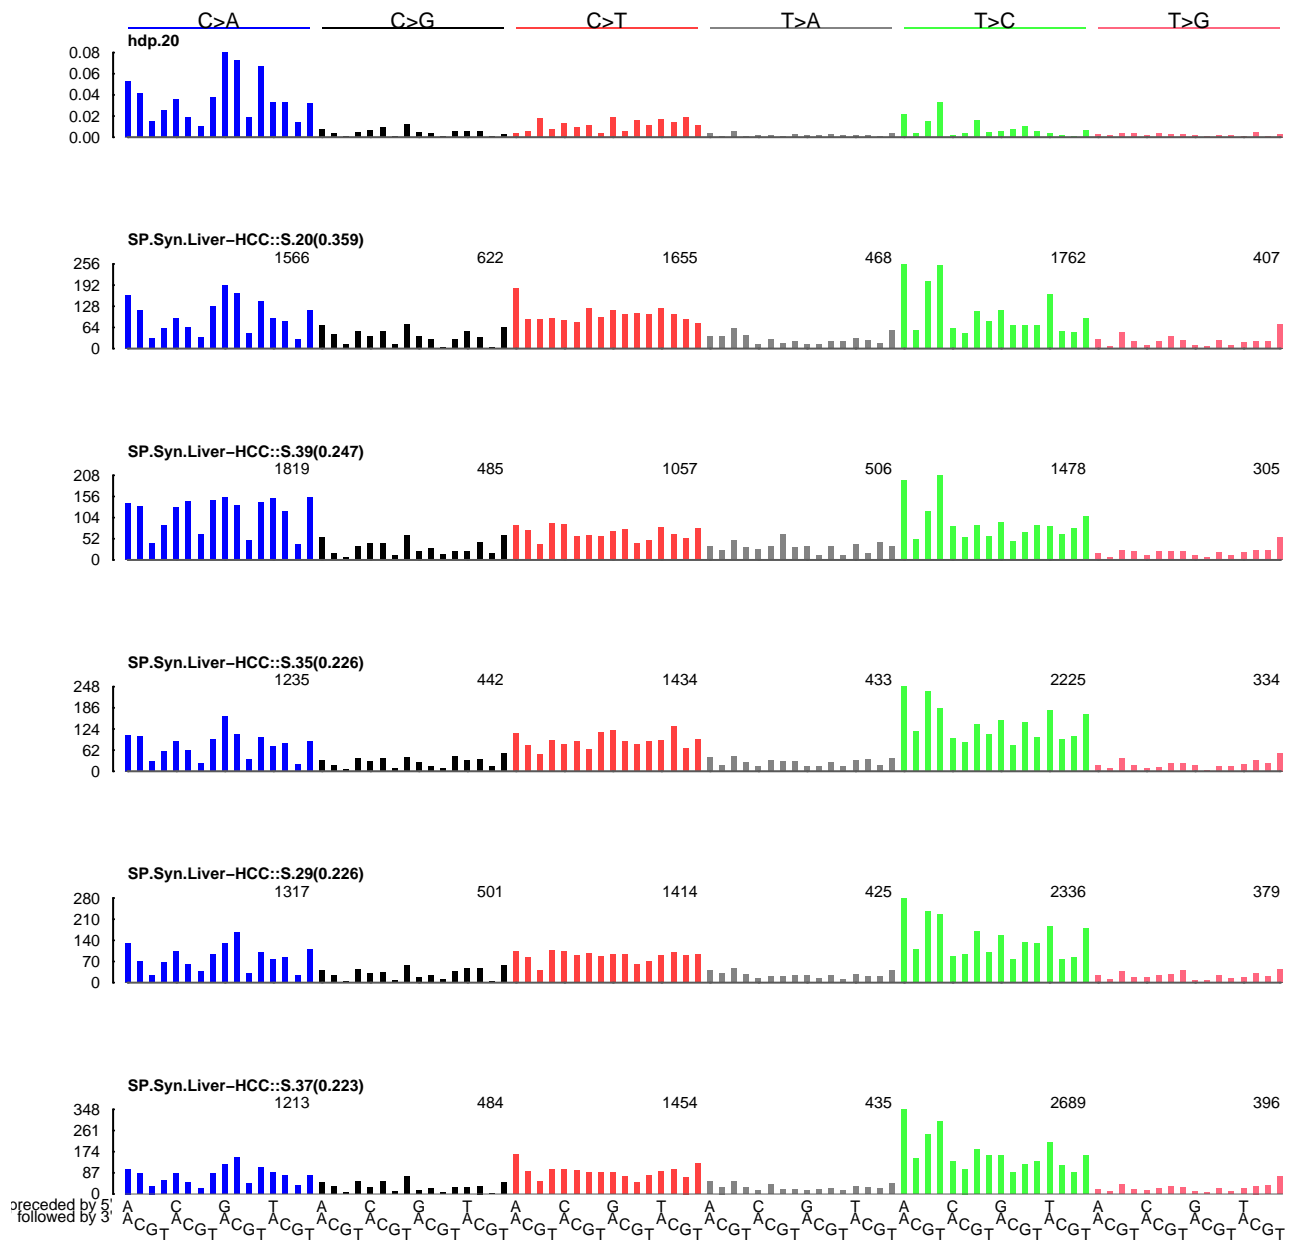 C>A C>G C>T T>A T>C T>G
hdp.20
0.08
0.06
0.04
0.02
0.00
SP.Syn.Liver−HCC::S.20(0.359)
1566 622 1655 468 1762 407
256
192
128
64
0
SP.Syn.Liver−HCC::S.39(0.247)
1819 485 1057 506 1478 305
208
156
104
52
0
SP.Syn.Liver−HCC::S.35(0.226)
1235 442 1434 433 2225 334
248
186
124
62
0
SP.Syn.Liver−HCC::S.29(0.226)
1317 501 1414 425 2336 379
280
210
140
70
0
SP.Syn.Liver−HCC::S.37(0.223)
1213 484 1454 435 2689 396
348
261
174
87
0
preceded by 5' A C G T A C G T A C G T A C G T A C G T A C G T
followed by 3' A C G T A C G T A C G T A C G T A C G T A C G T A C G T A C G T A C G T A C G T A C G T A C G T A C G T A C G T A C G T A C G T A C G T A C G T A C G T A C G T A C G T A C G T A C G T A C G T